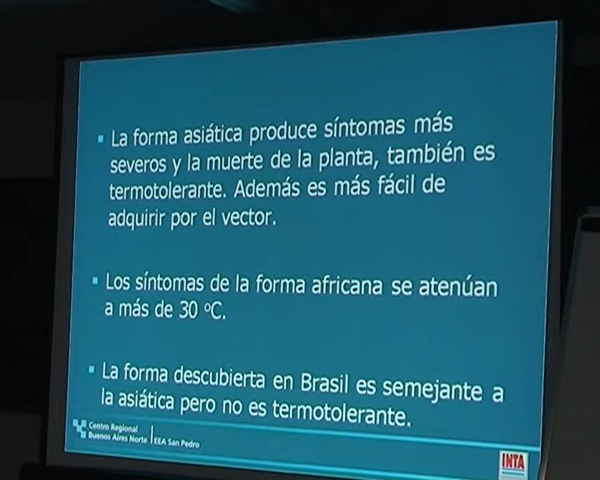 ▪ La forma asiática produce síntomas más
severos y la muerte de la planta, también es
termotolerante. Además es más fácil de
adquirir por el vector.
▪ Los síntomas de la forma africana se atenúan
a más de 30 ºC.
▪ La forma descubierta en Brasil es semejante a
la asiática pero no es termotolerante.
Centro Regional
Buenos Aires Norte
EEA San Pedro
INTA